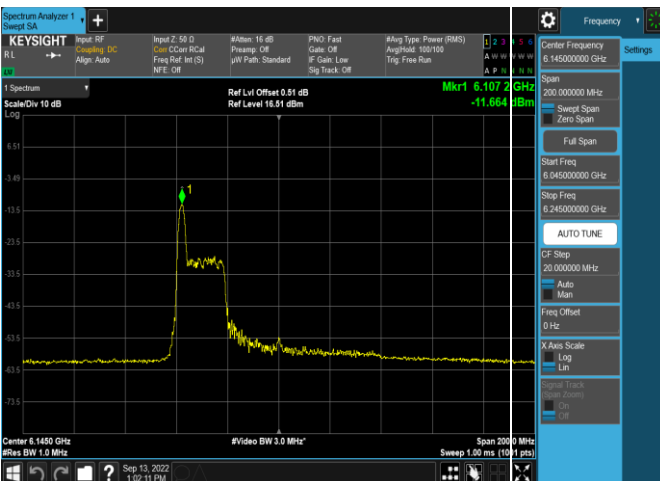 Spectrum Analyzer 1
Swept SA
+
Frequency
KEYSIGHT
Input: RF
Input Z: 50 Ω
#Atten: 16 dB
PNO: Fast
#Avg Type: Power (RMS)
1 2 3 4 5 6
R L
Coupling: DC
Corr CCorr RCal
Preamp: Off
Gate: Off
Avg|Hold: 100/100
Align: Auto
Freq Ref: Int (S)
µW Path: Standard
IF Gain: Low
Trig: Free Run
NFE: Off
Sig Track: Off
A W W W W W
A P N N N N
LXI
1 Spectrum
Scale/Div 10 dB
Log
Ref Lvl Offset 0.51 dB
Ref Level 16.51 dBm
Mkr1 6.107 2 GHz
-11.664 dBm
6.51
-3.49
-13.5
-23.5
-33.5
-43.5
-53.5
-63.5
-73.5
1
Center 6.1450 GHz
#Video BW 3.0 MHz*
Span 200.0 MHz
#Res BW 1.0 MHz
Sweep 1.00 ms (1001 pts)
Sep 13, 2022
1:02:11 PM
?
Center Frequency
6.145000000 GHz
Settings
Span
200.000000 MHz
Swept Span
Zero Span
Full Span
Start Freq
6.045000000 GHz
Stop Freq
6.245000000 GHz
AUTO TUNE
CF Step
20.000000 MHz
Auto
Man
Freq Offset
0 Hz
X Axis Scale
Log
Lin
Signal Track
(Span Zoom)
On
Off